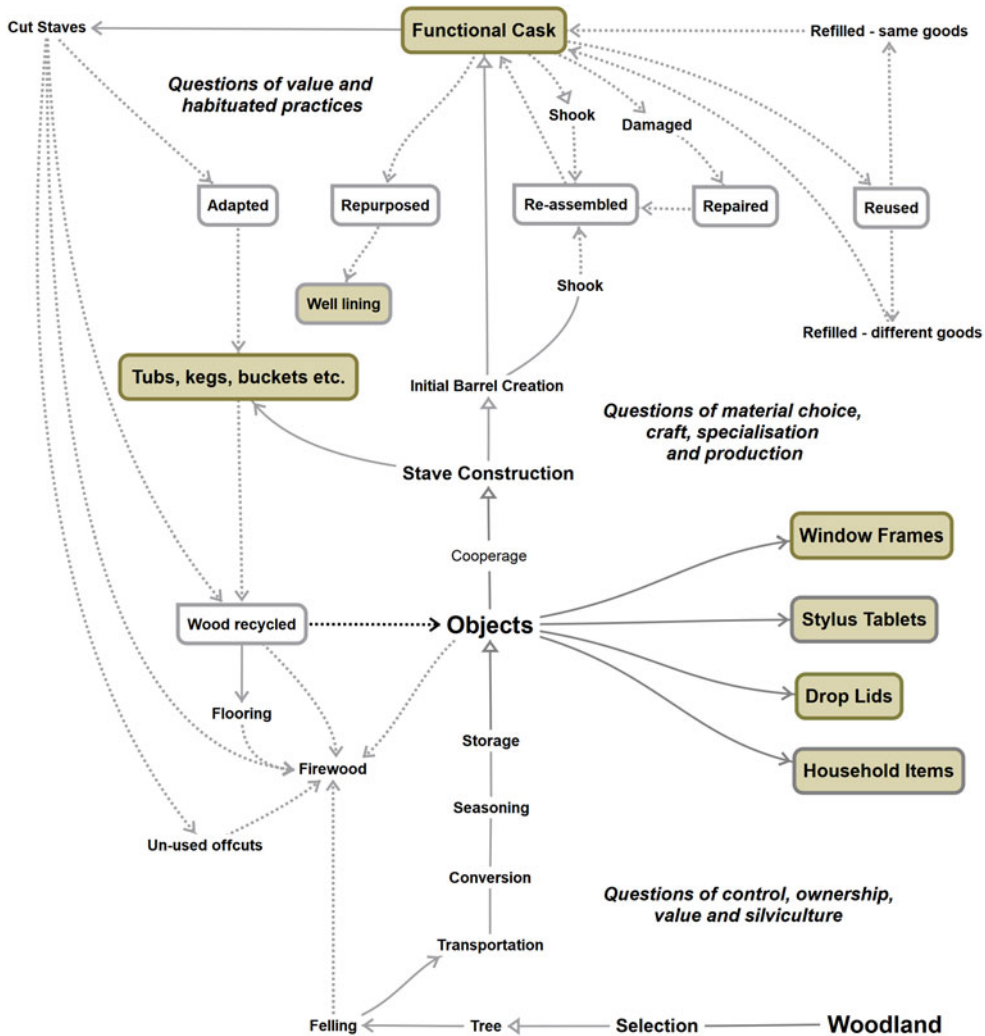 Cut Staves
Functional Cask
Refilled - same goods
Questions of value and
habituated practices
Shook
Damaged
Adapted
Repurposed
Re-assembled
Repaired
Reused
Well lining
Shook
Refilled - different goods
Tubs, kegs, buckets etc.
Initial Barrel Creation
Questions of material choice,
craft, specialisation
and production
Stave Construction
Window Frames
Cooperage
Wood recycled
Objects
Stylus Tablets
Drop Lids
Flooring
Storage
Firewood
Household Items
Seasoning
Un-used offcuts
Conversion
Questions of control, ownership,
value and silviculture
Transportation
Felling
Tree
Selection
Woodland